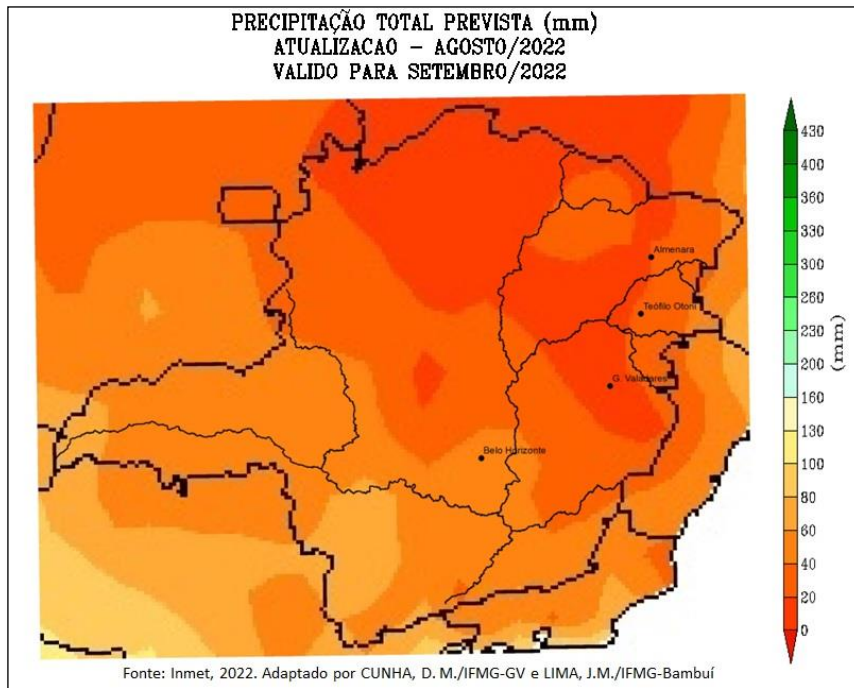 PRECIPITAÇÃO TOTAL PREVISTA (mm)
ATUALIZACAO - AGOSTO/2022
VALIDO PARA SETEMBRO/2022
430
400
360
330
300
260
230
200
160
130
100
80
60
40
20
0
(mm)
Almenara
Teófilo Otoni
G. Valadares
Belo Horizonte
Fonte: Inmet, 2022. Adaptado por CUNHA, D. M./IFMG-GV e LIMA, J.M./IFMG-Bambuí